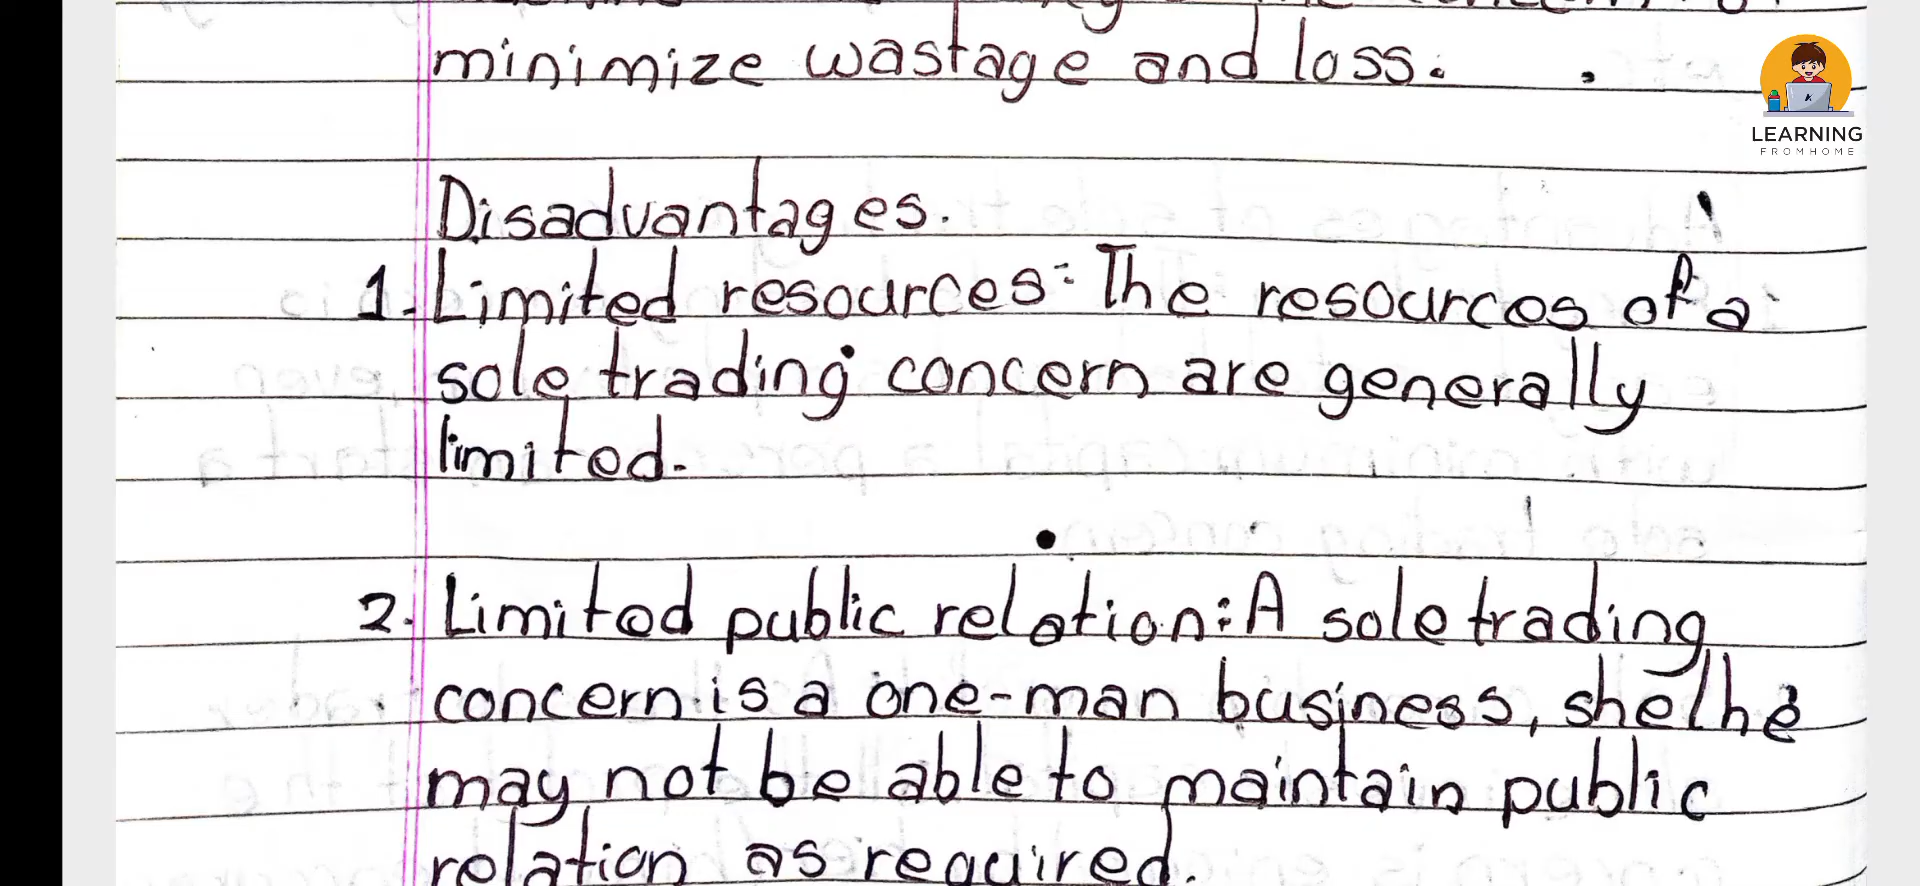 minimize wastage and loss.
LEARNING
FROMHOME
Disadvantages.
1. Limited resources:- The resources of a
sole trading concern are generally
limited.
2. Limited public relation: A sole trading
concern is a one-man business, she/he
may not be able to maintain public
relation as required.